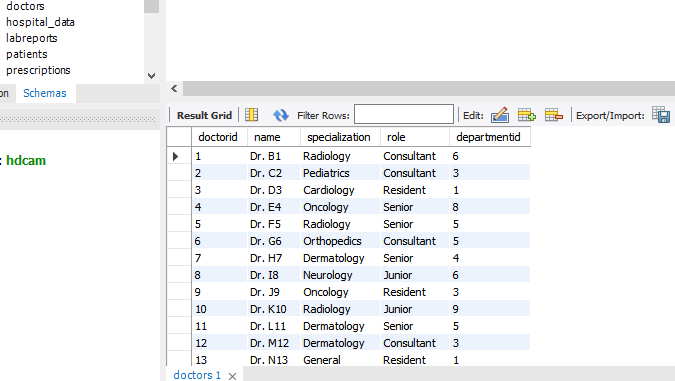 doctors
hospital_data
labreports
patients
prescriptions
on Schemas
: hdcam
Result Grid Filter Rows: Edit: Export/Import:
doctorid name specialization role departmentid
1 Dr. B1 Radiology Consultant 6
2 Dr. C2 Pediatrics Consultant 3
3 Dr. D3 Cardiology Resident 1
4 Dr. E4 Oncology Senior 8
5 Dr. F5 Radiology Senior 5
6 Dr. G6 Orthopedics Consultant 5
7 Dr. H7 Dermatology Senior 4
8 Dr. I8 Neurology Junior 6
9 Dr. J9 Oncology Resident 3
10 Dr. K10 Radiology Junior 9
11 Dr. L11 Dermatology Senior 5
12 Dr. M12 Dermatology Consultant 3
13 Dr. N13 General Resident 1
doctors 1